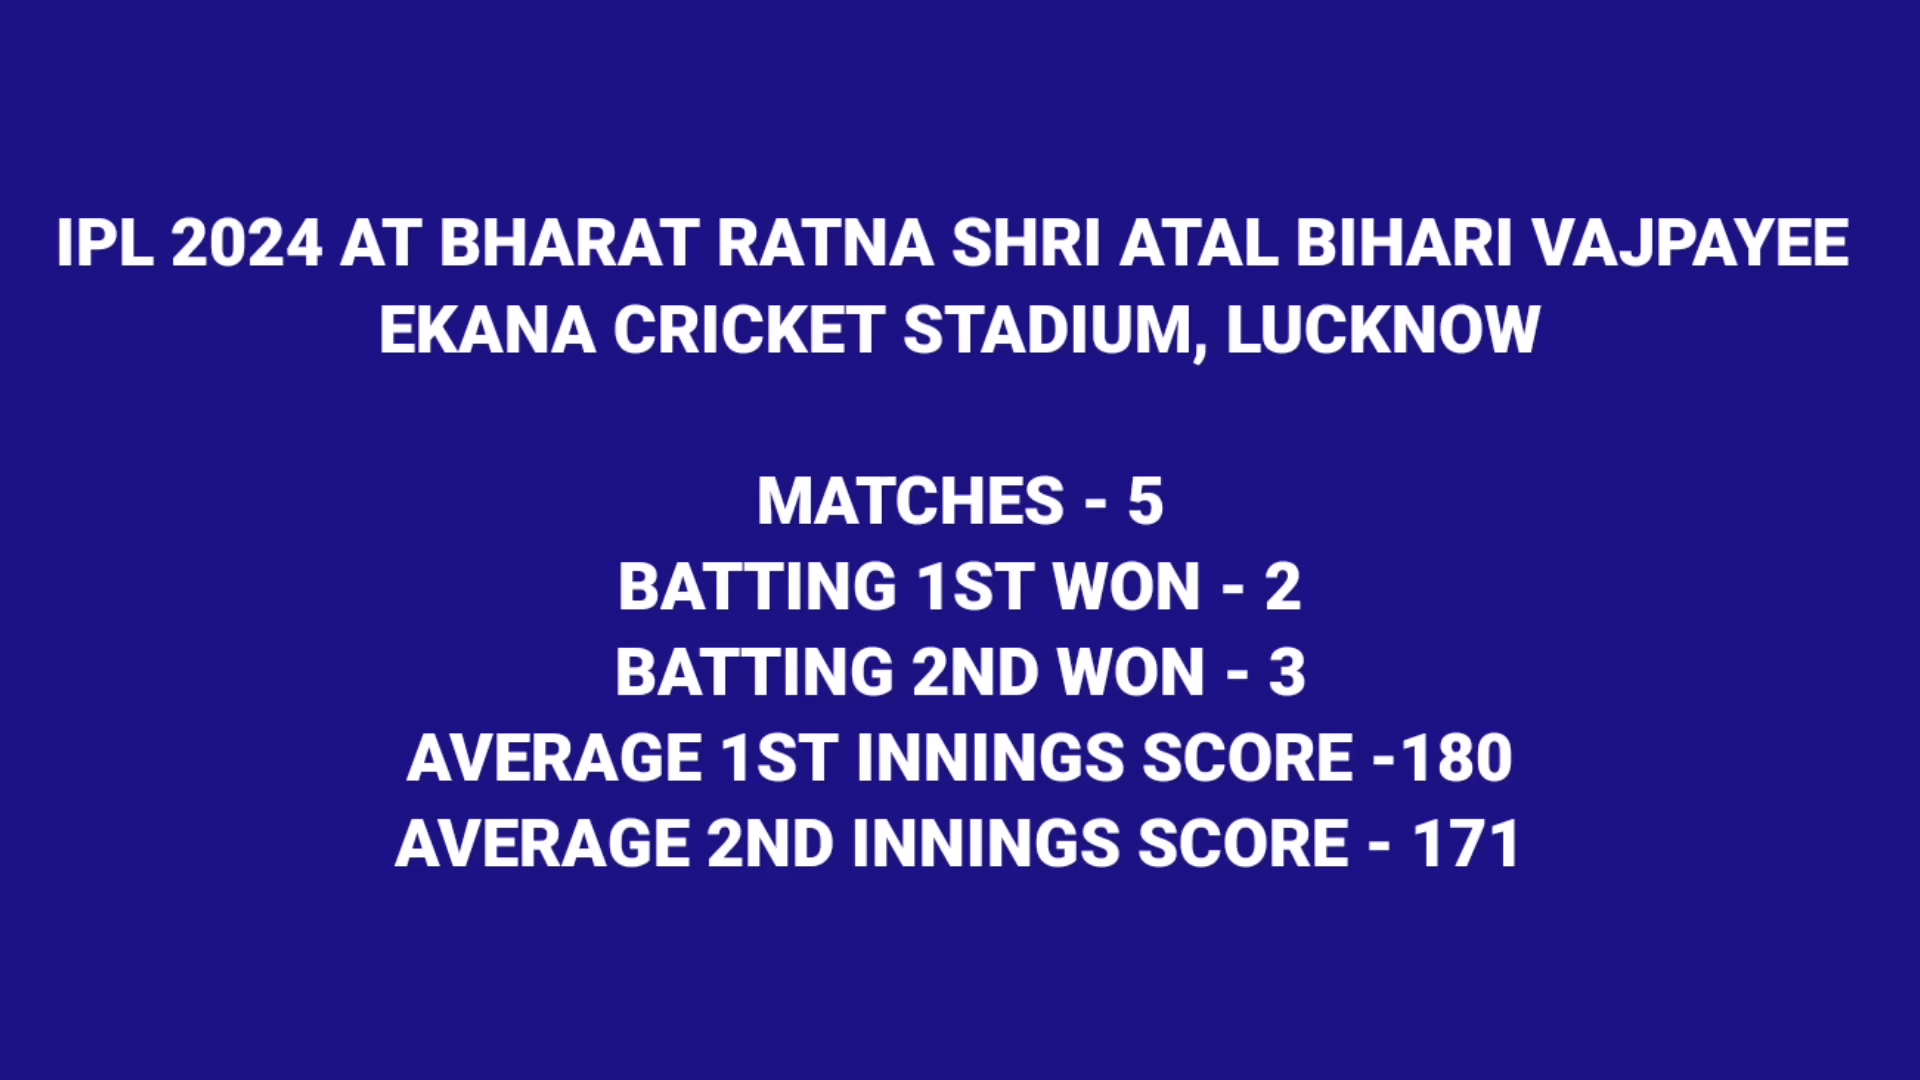 IPL 2024 AT BHARAT RATNA SHRI ATAL BIHARI VAJPAYEE
EKANA CRICKET STADIUM, LUCKNOW
MATCHES - 5
BATTING 1ST WON - 2
BATTING 2ND WON - 3
AVERAGE 1ST INNINGS SCORE -180
AVERAGE 2ND INNINGS SCORE - 171